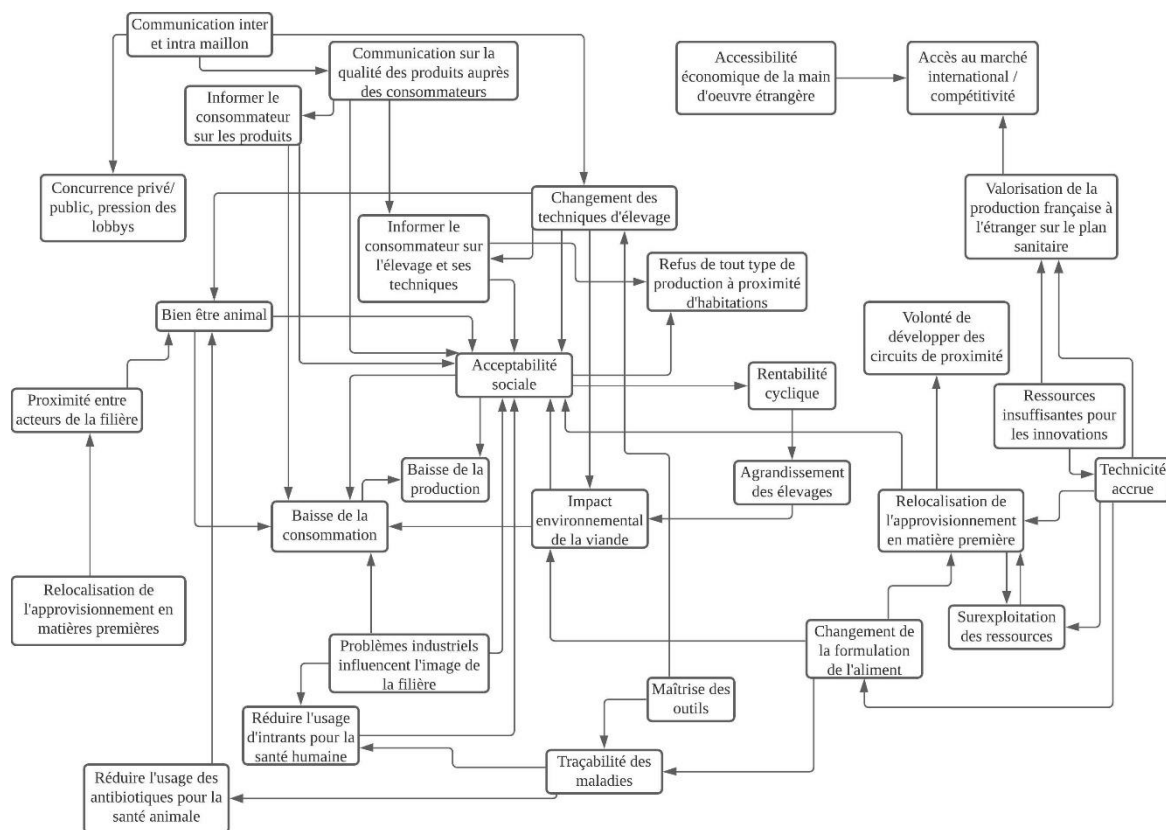 Communication inter
et intra maillon
Communication sur la
qualité des produits auprès
des consommateurs
Accessibilité
économique de la main
d'oeuvre étrangère
Accès au marché
international /
compétitivité
Informer le
consommateur
sur les produits
Concurrence privé/
public, pression des
lobbys
Changement des
techniques d'élevage
Valorisation de la
production française à
l'étranger sur le plan
sanitaire
Informer le
consommateur sur
l'élevage et ses
techniques
Refus de tout type de
production à proximité
d'habitations
Bien être animal
Volonté de
développer des
circuits de proximité
Acceptabilité
sociale
Rentabilité
cyclique
Proximité entre
acteurs de la filière
Ressources
insuffisantes pour
les innovations
Baisse de la
production
Agrandissement
des élevages
Technicité
accrue
Baisse de la
consommation
Impact
environnemental
de la viande
Relocalisation de
l'approvisionnement
en matière première
Relocalisation de
l'approvisionnement en
matières premières
Surexploitation
des ressources
Problèmes industriels
influencent l'image de
la filière
Changement de
la formulation
de l'aliment
Maîtrise des
outils
Réduire l'usage
d'intrants pour la
santé humaine
Traçabilité des
maladies
Réduire l'usage des
antibiotiques pour la
santé animale